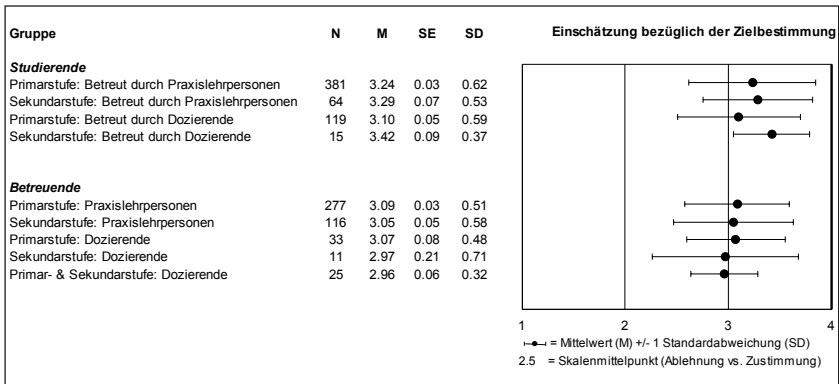 Gruppe N M SE SD Einschätzung bezüglich der Zielbestimmung
Studierende
Primarstufe: Betreut durch Praxislehrpersonen 381 3.24 0.03 0.62
Sekundarstufe: Betreut durch Praxislehrpersonen 64 3.29 0.07 0.53
Primarstufe: Betreut durch Dozierende 119 3.10 0.05 0.59
Sekundarstufe: Betreut durch Dozierende 15 3.42 0.09 0.37
Betreuende
Primarstufe: Praxislehrpersonen 277 3.09 0.03 0.51
Sekundarstufe: Praxislehrpersonen 116 3.05 0.05 0.58
Primarstufe: Dozierende 33 3.07 0.08 0.48
Sekundarstufe: Dozierende 11 2.97 0.21 0.71
Primar- & Sekundarstufe: Dozierende 25 2.96 0.06 0.32
1 2 3 4
= Mittelwert (M) +/- 1 Standardabweichung (SD)
2.5 = Skalenmittelpunkt (Ablehnung vs. Zustimmung)